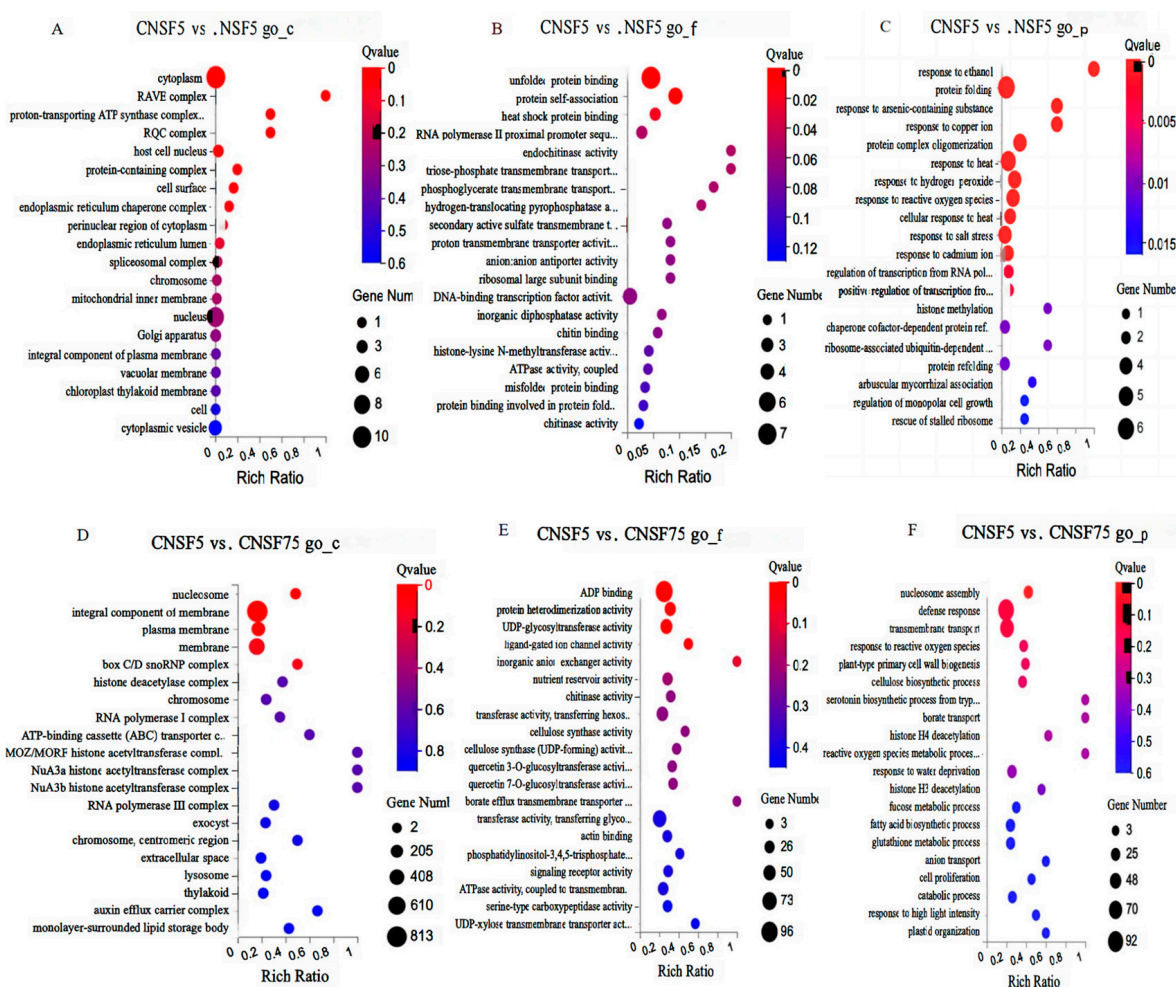 A
CNSF5 vs .NSF5 go_c
Qvalue
0
0.1
0.2
0.3
0.4
0.5
0.6
cytoplasm
RAVE complex
proton-transporting ATP synthase complex..
RQC complex
host cell nucleus
protein-containing complex
cell surface
endoplasmic reticulum chaperone complex
perinuclear region of cytoplasm
endoplasmic reticulum lumen
spliceosomal complex
chromosome
mitochondrial inner membrane
nucleus
Golgi apparatus
integral component of plasma membrane
vacuolar membrane
chloroplast thylakoid membrane
cell
cytoplasmic vesicle
Gene Num
1
3
6
8
10
0 0.2 0.4 0.6 0.8 1
Rich Ratio
B
CNSF5 vs .NSF5 go_f
Qvalue
0
0.02
0.04
0.06
0.08
0.1
0.12
unfolded protein binding
protein self-association
heat shock protein binding
RNA polymerase II proximal promoter sequ...
endochitinase activity
triose-phosphate transmembrane transport...
phosphoglycerate transmembrane transport..
hydrogen-translocating pyrophosphatase a...
secondary active sulfate transmembrane t..
proton transmembrane transporter activit...
anion:anion antiporter activity
ribosomal large subunit binding
DNA-binding transcription factor activit.
inorganic diphosphatase activity
chitin binding
histone-lysine N-methyltransferase activ...
ATPase activity, coupled
misfolded protein binding
protein binding involved in protein fold..
chitinase activity
Gene Number
1
3
4
6
7
0 0.05 0.1 0.15 0.2
Rich Ratio
C
CNSF5 vs .NSF5 go_p
Qvalue
0
0.005
0.01
0.015
response to ethanol
protein folding
response to arsenic-containing substance
response to copper ion
protein complex oligomerization
response to heat
response to hydrogen peroxide
response to reactive oxygen species
cellular response to heat
response to salt stress
response to cadmium ion
regulation of transcription from RNA pol...
positive regulation of transcription fro...
histone methylation
chaperone cofactor-dependent protein ref..
ribosome-associated ubiquitin-dependent ...
protein refolding
arbuscular mycorrhizal association
regulation of monopolar cell growth
rescue of stalled ribosome
Gene Number
1
2
4
5
6
0 0.2 0.4 0.6 0.8 1
Rich Ratio
D
CNSF5 vs. CNSF75 go_c
Qvalue
0
0.2
0.4
0.6
0.8
nucleosome
integral component of membrane
plasma membrane
membrane
box C/D snoRNP complex
histone deacetylase complex
chromosome
RNA polymerase I complex
ATP-binding cassette (ABC) transporter c..
MOZ/MORF histone acetyltransferase compl.
NuA3a histone acetyltransferase complex
NuA3b histone acetyltransferase complex
RNA polymerase III complex
exocyst
chromosome, centromeric region
extracellular space
lysosome
thylakoid
auxin efflux carrier complex
monolayer-surrounded lipid storage body
Gene Numl
2
205
408
610
813
0 0.2 0.4 0.6 0.8 1
Rich Ratio
E
CNSF5 vs. CNSF75 go_f
Qvalue
0
0.1
0.2
0.3
0.4
ADP binding
protein heterodimerization activity
UDP-glycosyltransferase activity
ligand-gated ion channel activity
inorganic anion exchanger activity
nutrient reservoir activity
chitinase activity
transferase activity, transferring hexos..
cellulose synthase activity
cellulose synthase (UDP-forming) activit...
quercetin 3-O-glucosyltransferase activi...
quercetin 7-O-glucosyltransferase activi...
borate efflux transmembrane transporter ...
transferase activity, transferring glyco...
actin binding
phosphatidylinositol-3,4,5-trisphosphate...
signaling receptor activity
ATPase activity, coupled to transmembran.
serine-type carboxypeptidase activity
UDP-xylose transmembrane transporter act...
Gene Number
3
26
50
73
96
0 0.2 0.4 0.6 0.8 1
Rich Ratio
F
CNSF5 vs. CNSF75 go_p
Qvalue
0
0.1
0.2
0.3
0.4
0.5
0.6
nucleosome assembly
defense response
transmembrane transport
response to reactive oxygen species
plant-type primary cell wall biogenesis
cellulose biosynthetic process
serotonin biosynthetic process from tryp...
borate transport
histone H4 deacetylation
reactive oxygen species metabolic proces...
response to water deprivation
histone H3 deacetylation
fucose metabolic process
fatty acid biosynthetic process
glutathione metabolic process
anion transport
cell proliferation
catabolic process
response to high light intensity
plastid organization
Gene Number
3
25
48
70
92
0 0.2 0.4 0.6 0.8 1
Rich Ratio